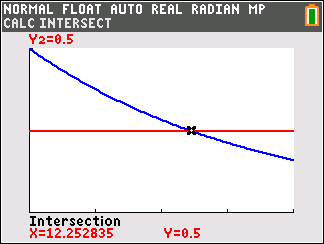 NORMAL FLOAT AUTO REAL RADIAN MP
CALC INTERSECT
Y2=0.5
Intersection
X=12.252835 Y=0.5